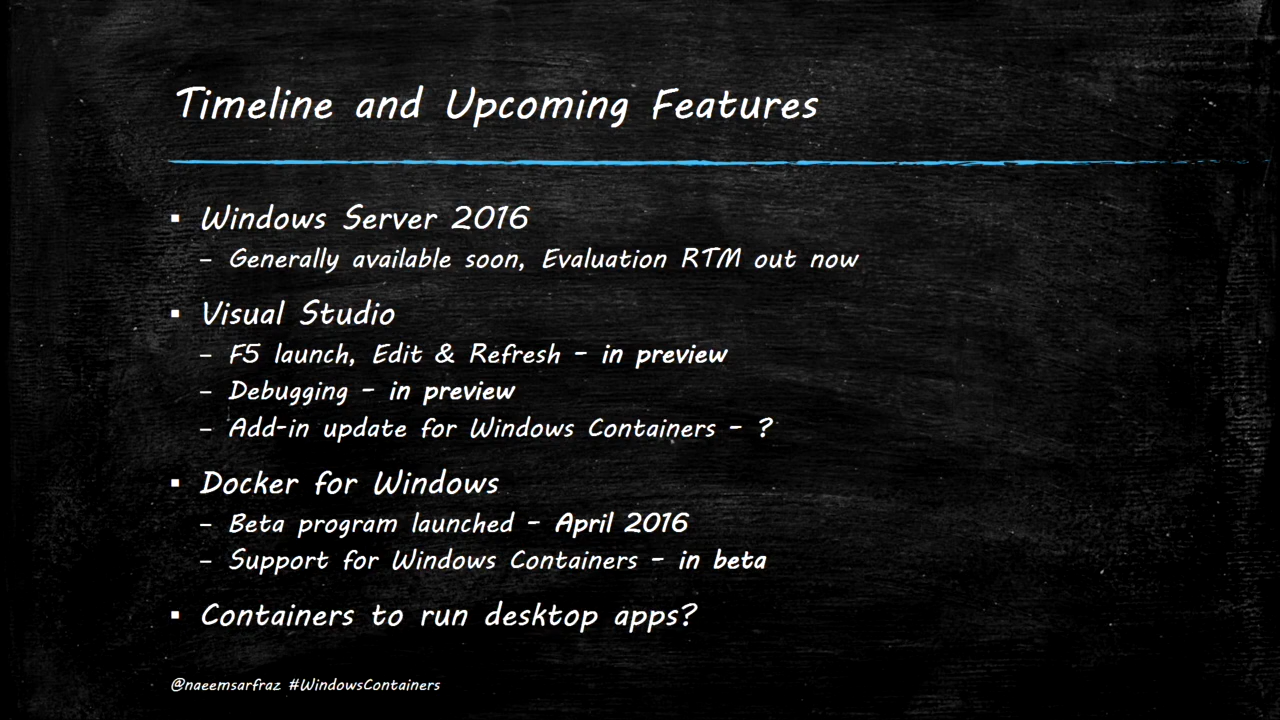 Timeline and Upcoming Features
▪ Windows Server 2016
– Generally available soon, Evaluation RTM out now
▪ Visual Studio
– F5 launch, Edit & Refresh – in preview
– Debugging – in preview
– Add-in update for Windows Containers – ?
▪ Docker for Windows
– Beta program launched – April 2016
– Support for Windows Containers – in beta
▪ Containers to run desktop apps?
@naeemsarfraz #WindowsContainers